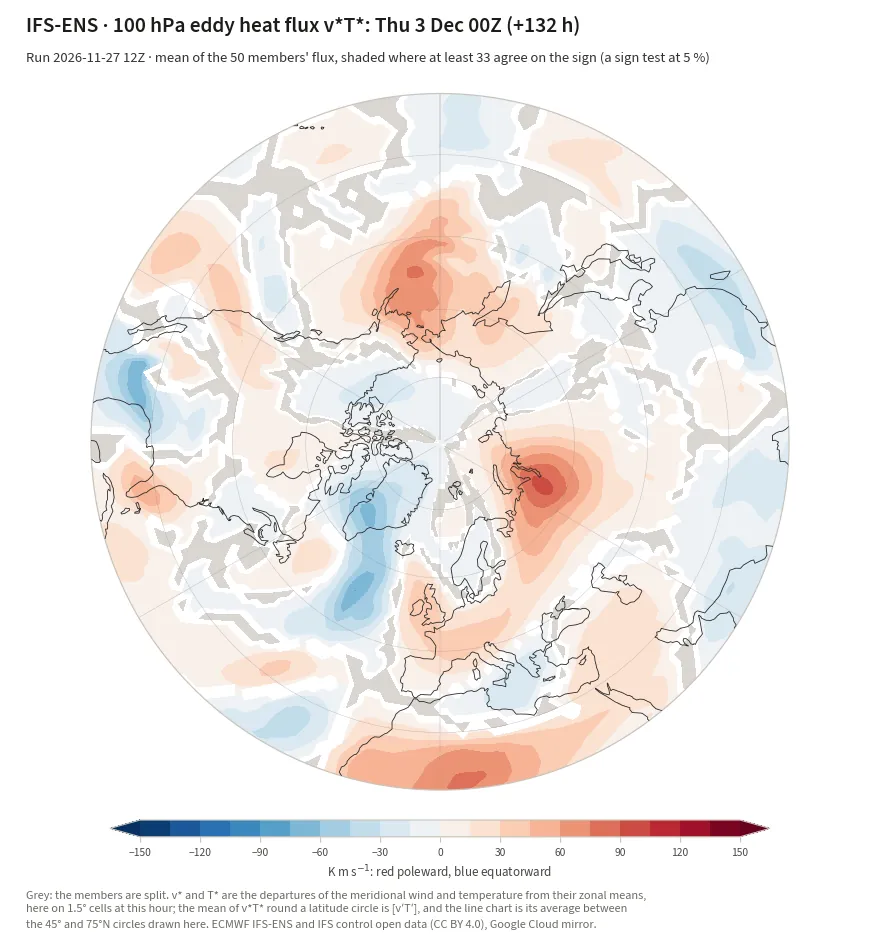 IFS-ENS · 100 hPa eddy heat flux v*T*: Thu 3 Dec 00Z (+132 h)
Run 2026-11-27 12Z · mean of the 50 members' flux, shaded where at least 33 agree on the sign (a sign test at 5 %)
−150 −120 −90 −60 −30 0 30 60 90 120 150
K m s⁻¹: red poleward, blue equatorward
Grey: the members are split. v* and T* are the departures of the meridional wind and temperature from their zonal means,
here on 1.5° cells at this hour; the mean of v*T* round a latitude circle is [v'T'], and the line chart is its average between
the 45° and 75°N circles drawn here. ECMWF IFS-ENS and IFS control open data (CC BY 4.0), Google Cloud mirror.